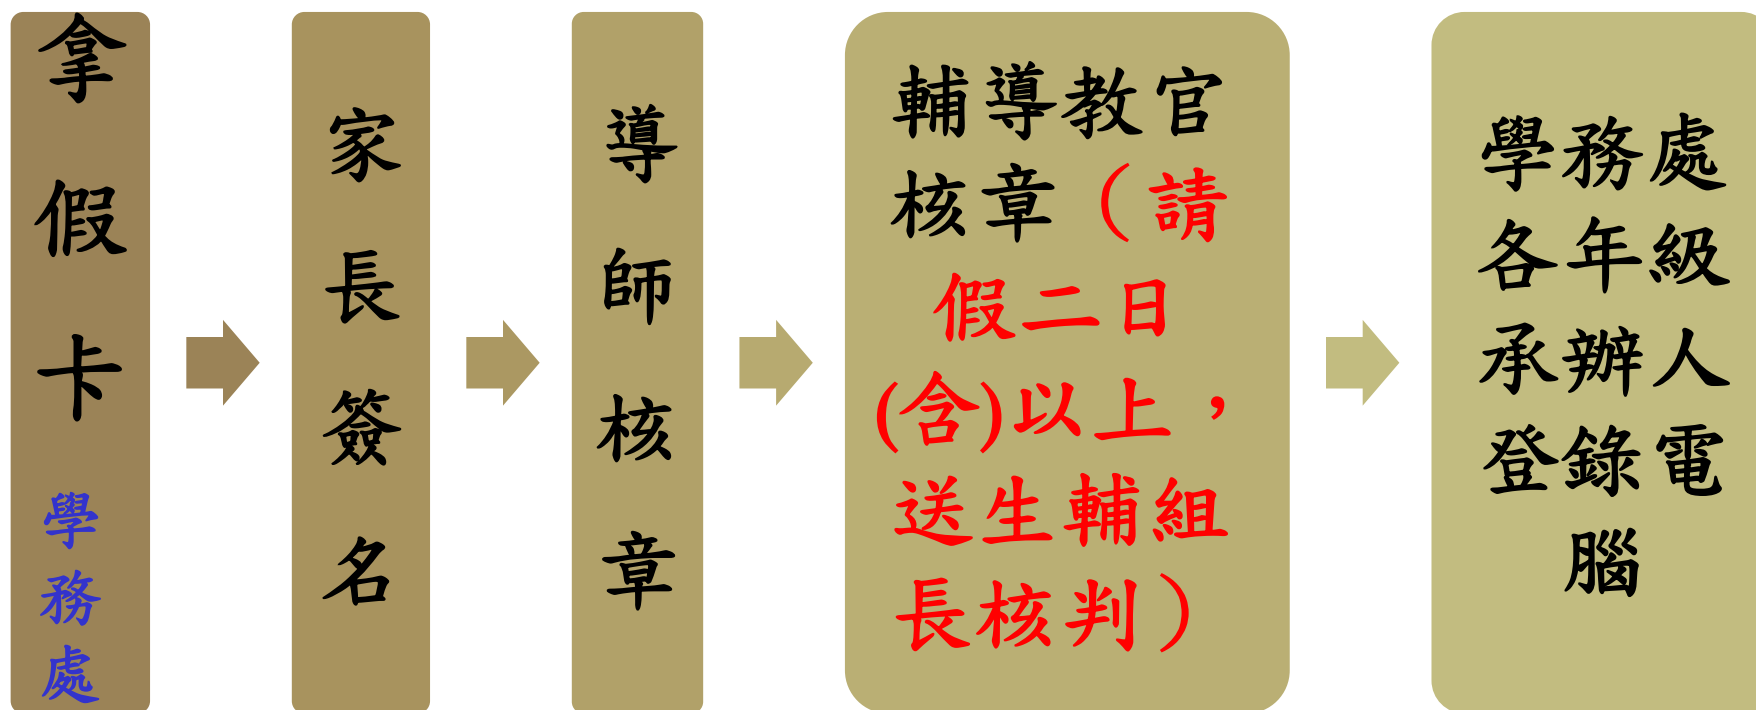 拿假卡學務處
家長簽名
導師核章
輔導教官
核章（請
假二日
(含)以上，
送生輔組
長核判）
學務處
各年級
承辦人
登錄電
腦